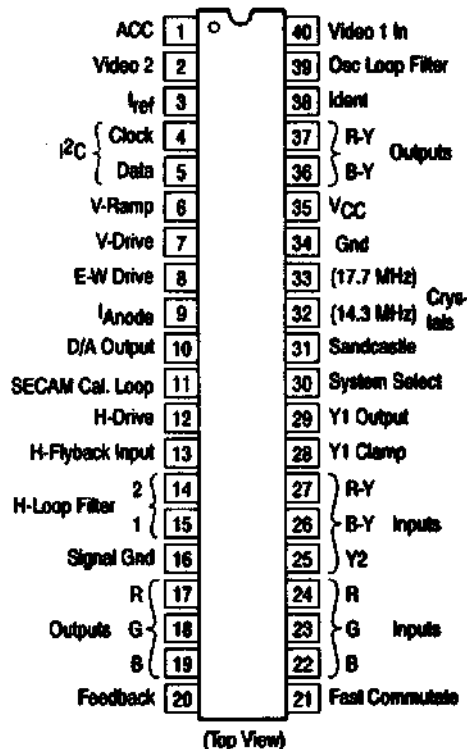 ACC 1 40 Video 1 In
Video 2 2 39 Osc Loop Filter
Iref 3 38 Ident
I2C { Clock 4 37 } R-Y Outputs
Data 5 36 B-Y
V-Ramp 6 35 VCC
V-Drive 7 34 Gnd
E-W Drive 8 33 (17.7 MHz)
IAnode 9 32 (14.3 MHz) Crys-
tals
D/A Output 10 31 Sandcastle
SECAM Cal. Loop 11 30 System Select
H-Drive 12 29 Y1 Output
H-Flyback Input 13 28 Y1 Clamp
H-Loop Filter { 2 14 27 } R-Y
1 15 26 B-Y Inputs
Signal Gnd 16 25 Y2
R 17 24 R
Outputs { G 18 23 } G Inputs
B 19 22 B
Feedback 20 21 Fast Commutate
(Top View)